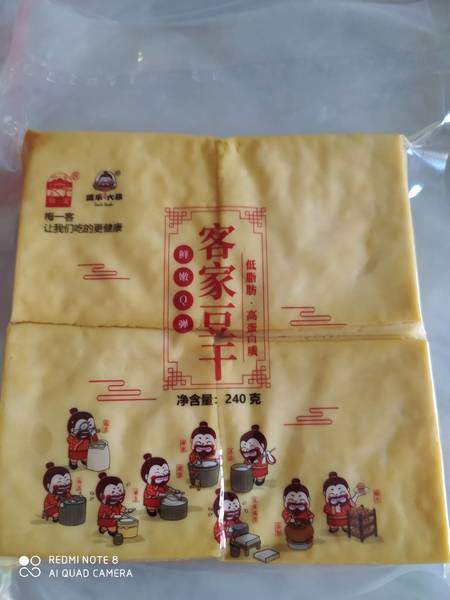 梅一客
让我们吃的更健康
客家豆干
鲜嫩Q弹
低脂肪·高蛋白质
净含量：240克
REDMI NOTE 8
AI QUAD CAMERA